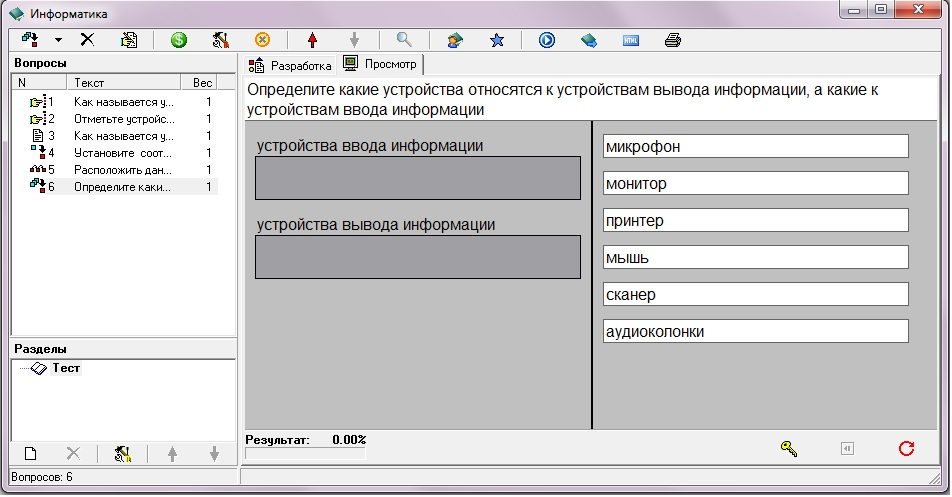 Информатика
Вопросы
N Текст Вес
1 Как называется у... 1
2 Отметьте устройс... 1
3 Как называется у... 1
4 Установите соот... 1
5 Расположить дан... 1
6 Определите каки... 1
Разделы
Тест
Вопросов: 6
Разработка Просмотр
Определите какие устройства относятся к устройствам вывода информации, а какие к
устройствам ввода информации
устройства ввода информации
устройства вывода информации
микрофон
монитор
принтер
мышь
сканер
аудиоколонки
Результат: 0.00%